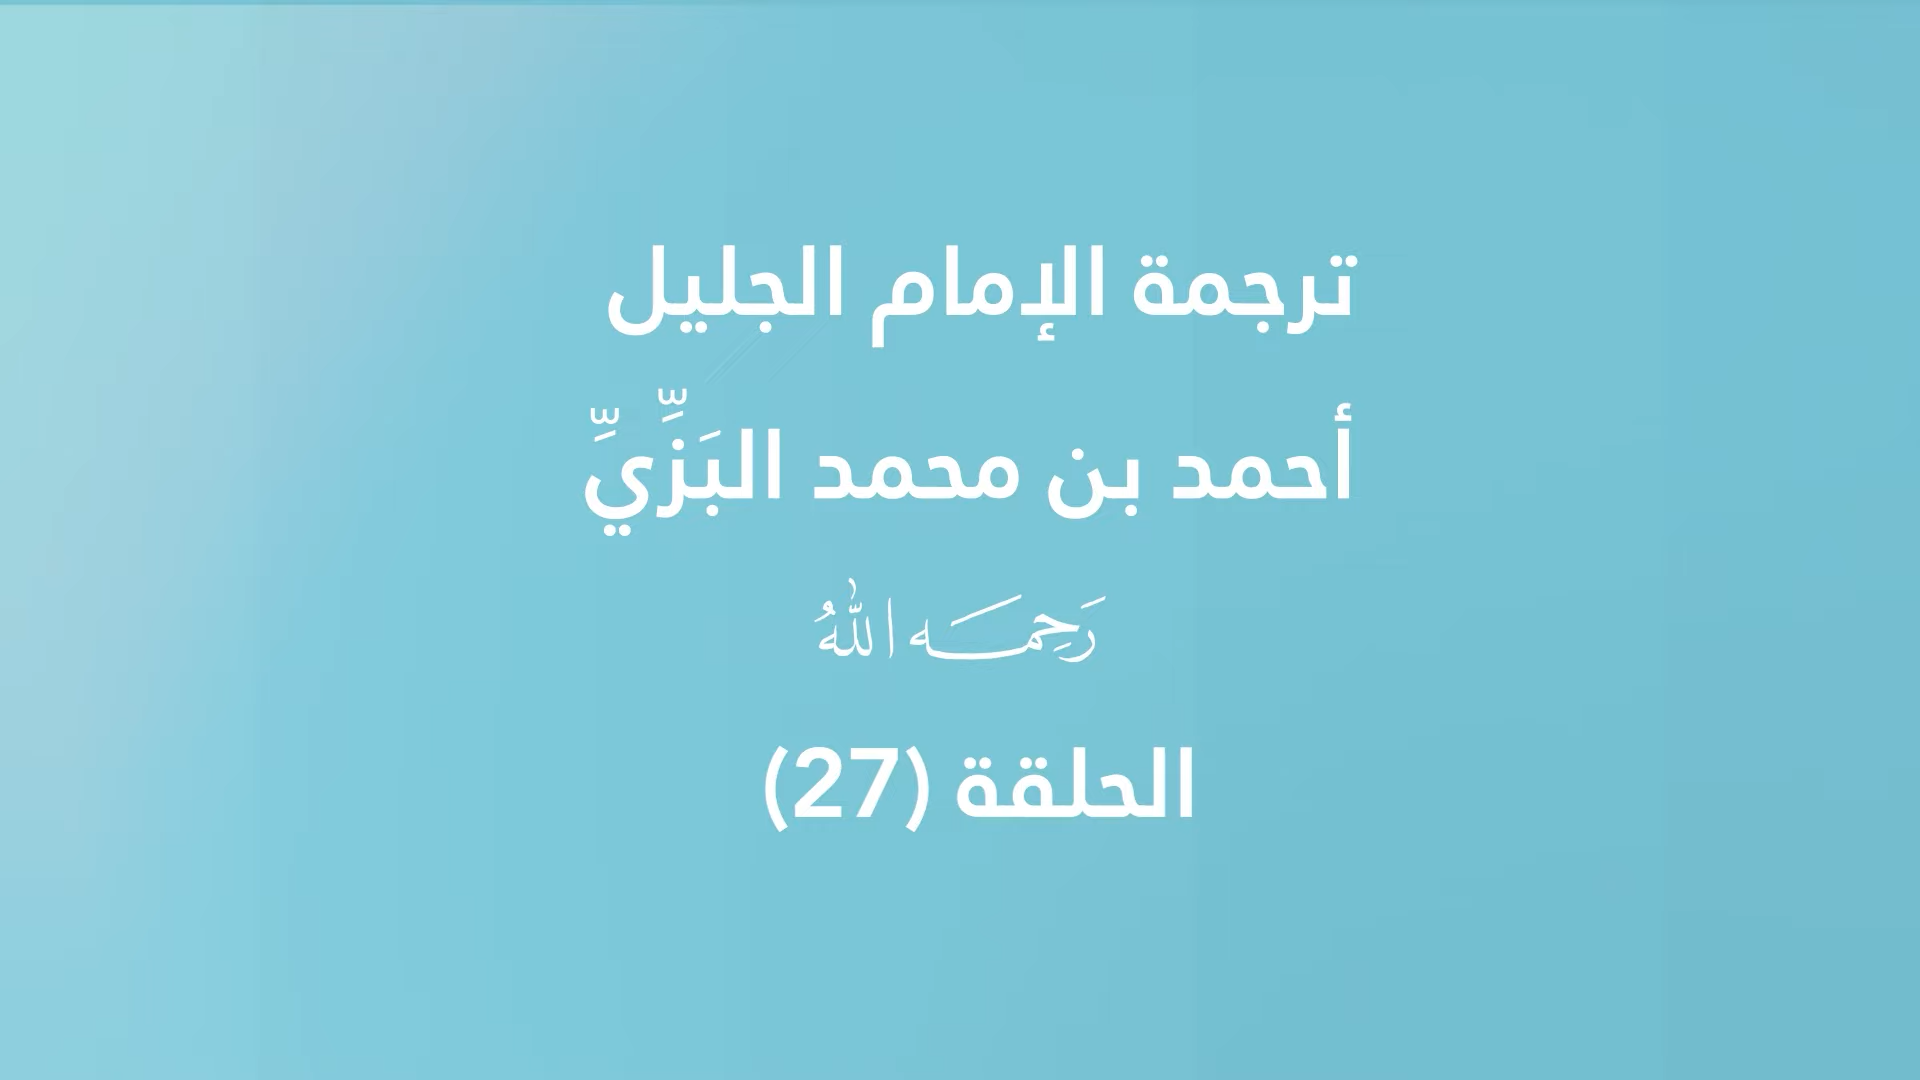 ترجمة الإمام الجليل
أحمد بن محمد البَزِّيِّ
رَحِمَه اللهُ
الحلقة (27)